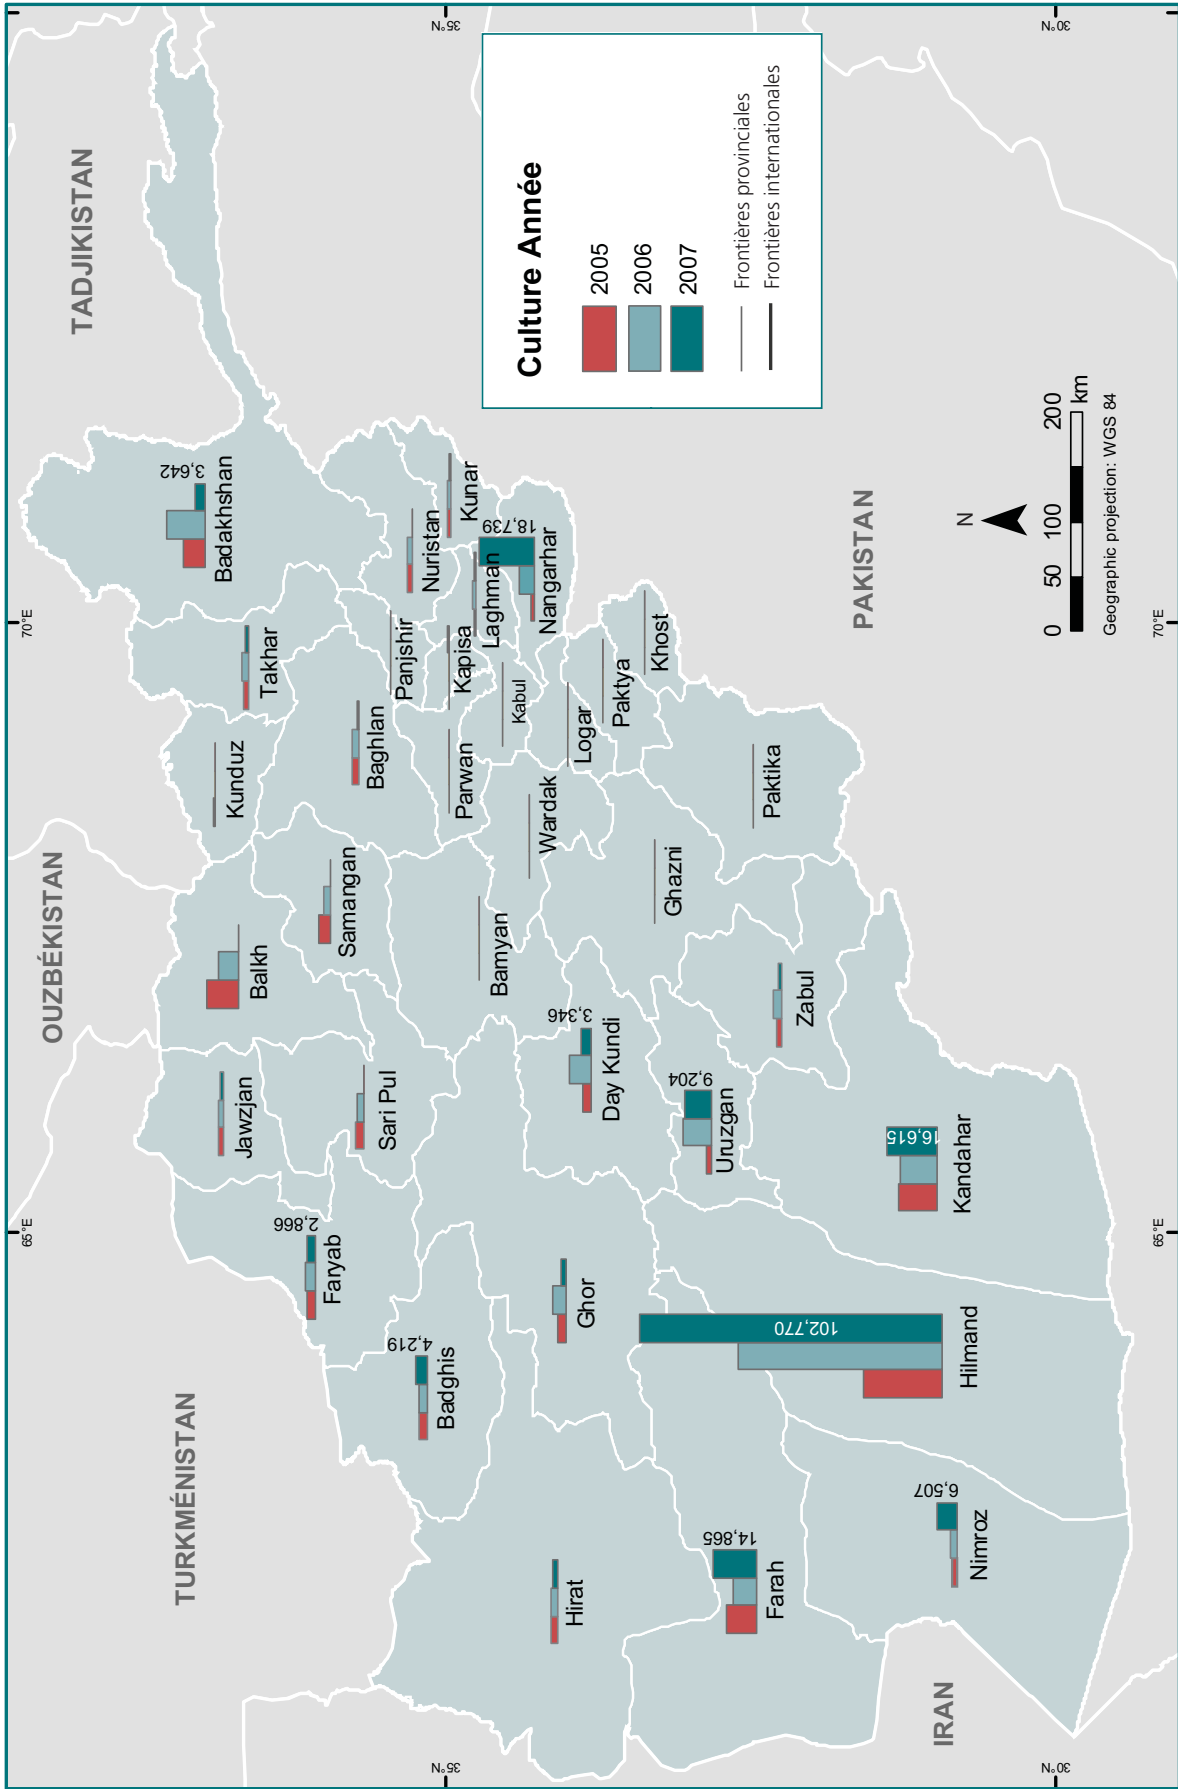 TADJIKISTAN
OUZBÉKISTAN
TURKMÉNISTAN
PAKISTAN
IRAN
65°E
70°E
35°N
30°N
35°N
30°N
65°E
70°E
3,642
Badakhshan
Takhar
Kunduz
Balkh
Jawzjan
2,866
Faryab
Samangan
Baghlan
Sari Pul
Panjshir
Nuristan
4,219
Badghis
Parwan
Kapisa
Kunar
Laghman
Bamyan
Kabul
18,739
Nangarhar
Wardak
Logar
Hirat
Ghor
3,346
Day Kundi
Paktya
Khost
Ghazni
9,204
Uruzgan
14,865
Farah
Paktika
Zabul
16,615
Kandahar
102,770
Hilmand
6,507
Nimroz
Culture Année
2005
2006
2007
Frontières provinciales
Frontières internationales
N
0 50 100 200
km
Geographic projection: WGS 84